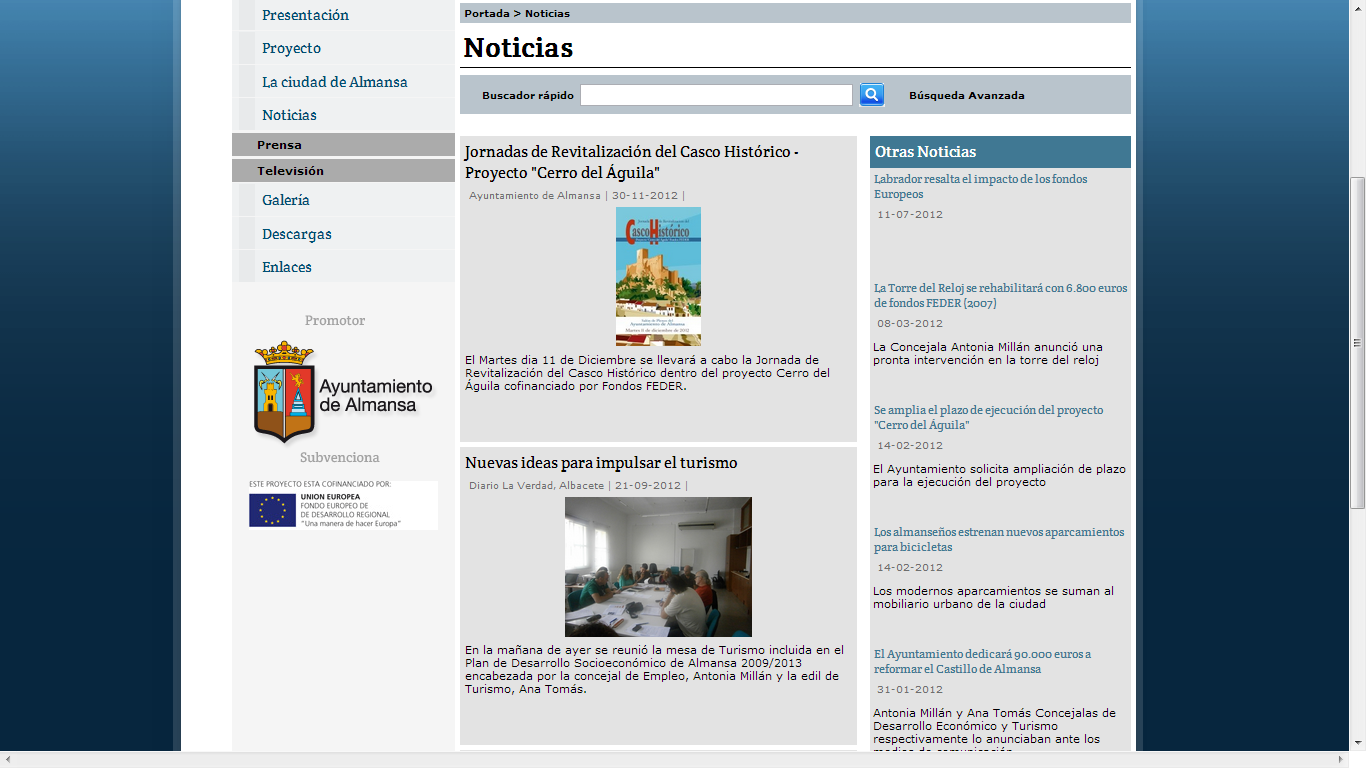 Presentación
Proyecto
La ciudad de Almansa
Noticias
Prensa
Televisión
Galería
Descargas
Enlaces
Promotor
Ayuntamiento
de Almansa
Subvenciona
ESTE PROYECTO ESTA COFINANCIADO POR:
UNION EUROPEA
FONDO EUROPEO DE
DE DESARROLLO REGIONAL
"Una manera de hacer Europa"
Portada > Noticias
Noticias
Buscador rápido
Búsqueda Avanzada
Jornadas de Revitalización del Casco Histórico -
Proyecto "Cerro del Águila"
Ayuntamiento de Almansa | 30-11-2012 |
Casco Histórico
Ayuntamiento de Almansa
El Martes dia 11 de Diciembre se llevará a cabo la Jornada de
Revitalización del Casco Histórico dentro del proyecto Cerro del
Águila cofinanciado por Fondos FEDER.
Nuevas ideas para impulsar el turismo
Diario La Verdad, Albacete | 21-09-2012 |
En la mañana de ayer se reunió la mesa de Turismo incluida en el
Plan de Desarrollo Socioeconómico de Almansa 2009/2013
encabezada por la concejal de Empleo, Antonia Millán y la edil de
Turismo, Ana Tomás.
Otras Noticias
Labrador resalta el impacto de los fondos
Europeos
11-07-2012
La Torre del Reloj se rehabilitará con 6.800 euros
de fondos FEDER (2007)
08-03-2012
La Concejala Antonia Millán anunció una
pronta intervención en la torre del reloj
Se amplia el plazo de ejecución del proyecto
"Cerro del Águila"
14-02-2012
El Ayuntamiento solicita ampliación de plazo
para la ejecución del proyecto
Los almanseños estrenan nuevos aparcamientos
para bicicletas
14-02-2012
Los modernos aparcamientos se suman al
mobiliario urbano de la ciudad
El Ayuntamiento dedicará 90.000 euros a
reformar el Castillo de Almansa
31-01-2012
Antonia Millán y Ana Tomás Concejalas de
Desarrollo Económico y Turismo
respectivamente lo anunciaban ante los
medios de comunicación